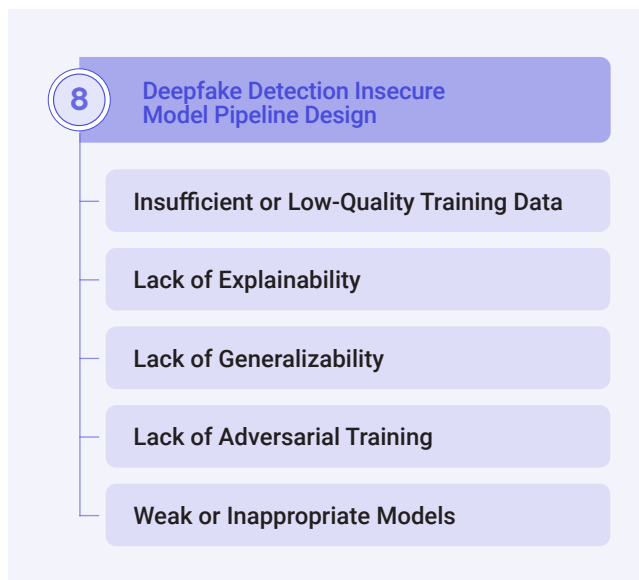 8
Deepfake Detection Insecure
Model Pipeline Design
Insufficient or Low-Quality Training Data
Lack of Explainability
Lack of Generalizability
Lack of Adversarial Training
Weak or Inappropriate Models